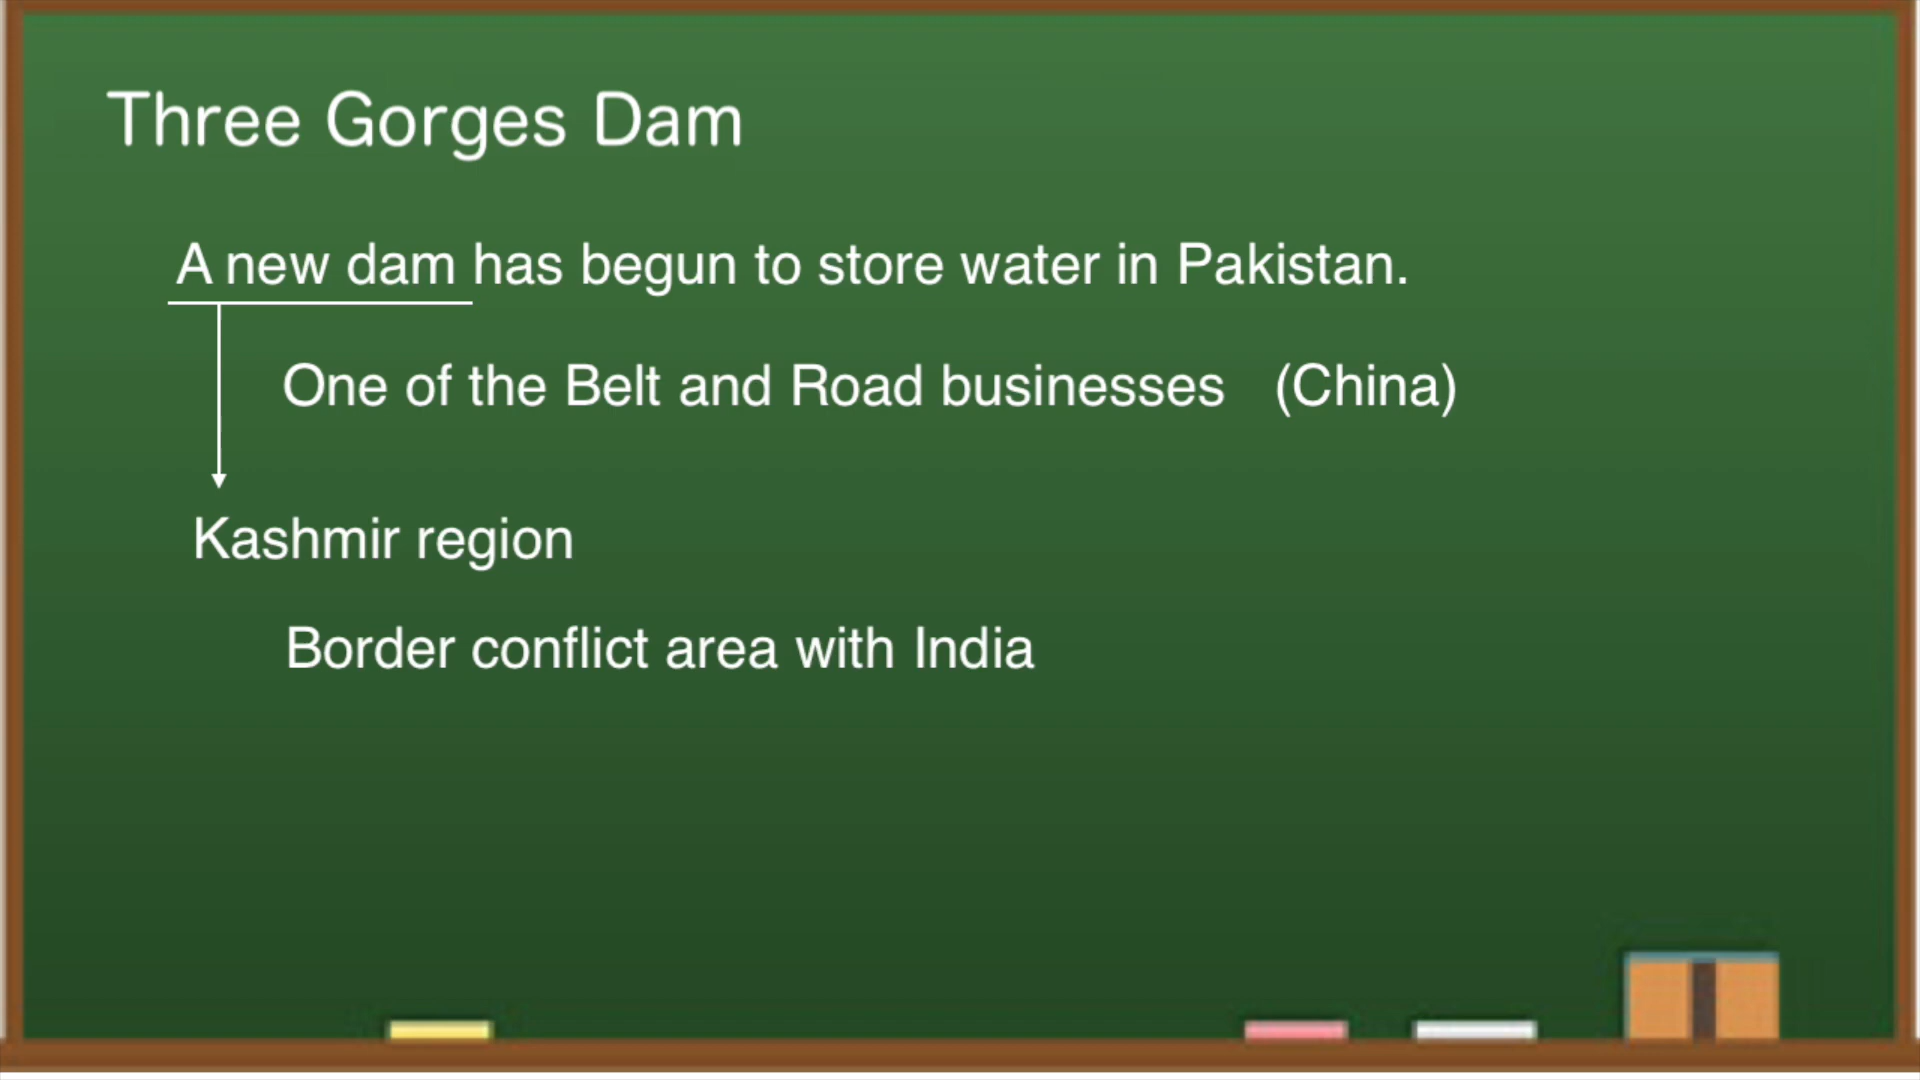 Three Gorges Dam
A new dam has begun to store water in Pakistan.
One of the Belt and Road businesses (China)
Kashmir region
Border conflict area with India